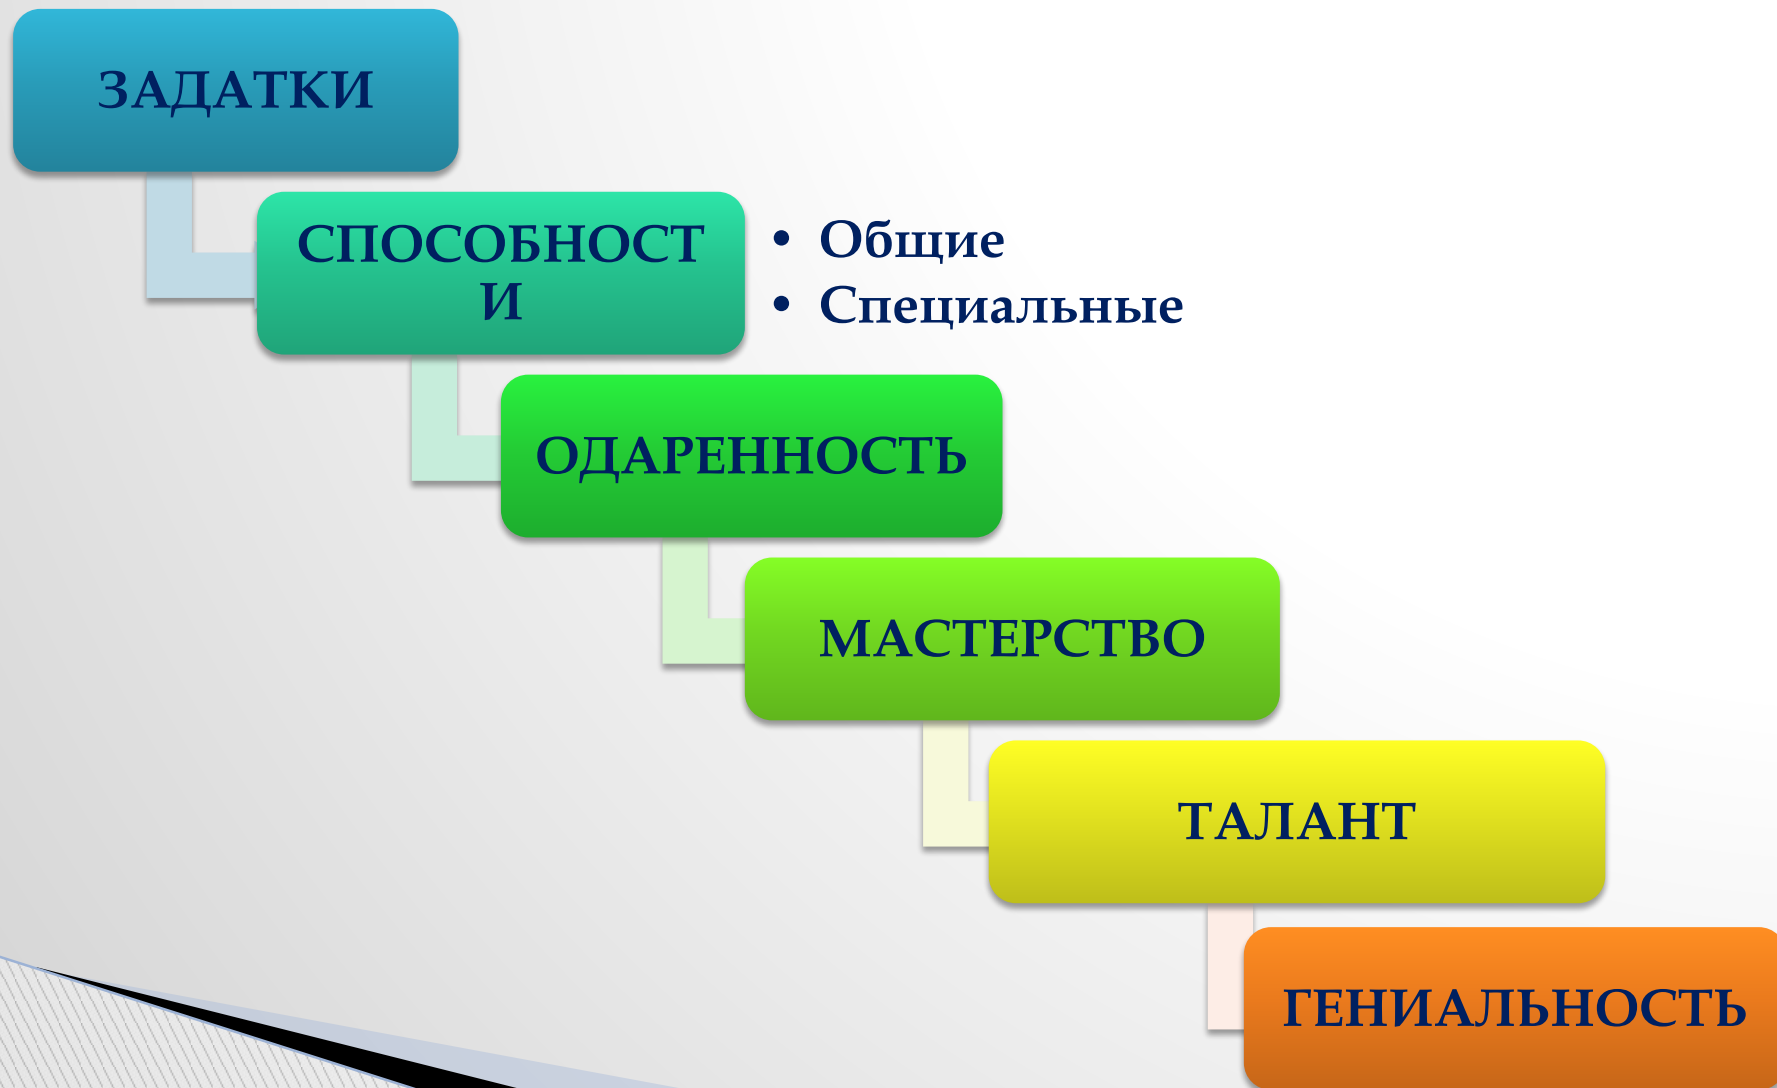 ЗАДАТКИ
СПОСОБНОСТ
И
• Общие
• Специальные
ОДАРЕННОСТЬ
МАСТЕРСТВО
ТАЛАНТ
ГЕНИАЛЬНОСТЬ